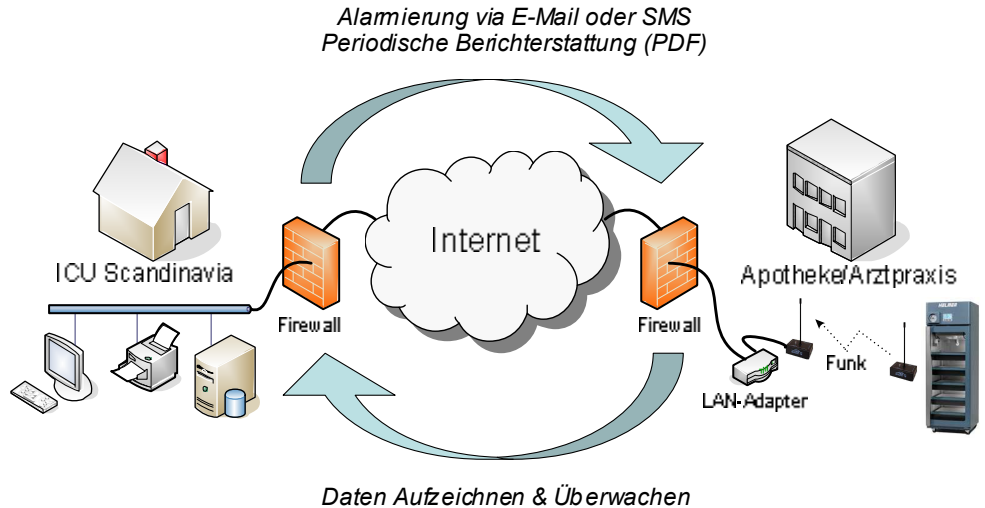 Alarmierung via E-Mail oder SMS
Periodische Berichterstattung (PDF)
Internet
ICU Scandinavia
Apotheke/Arztpraxis
Firewall
Firewall
Funk
LAN-Adapter
Daten Aufzeichnen & Überwachen